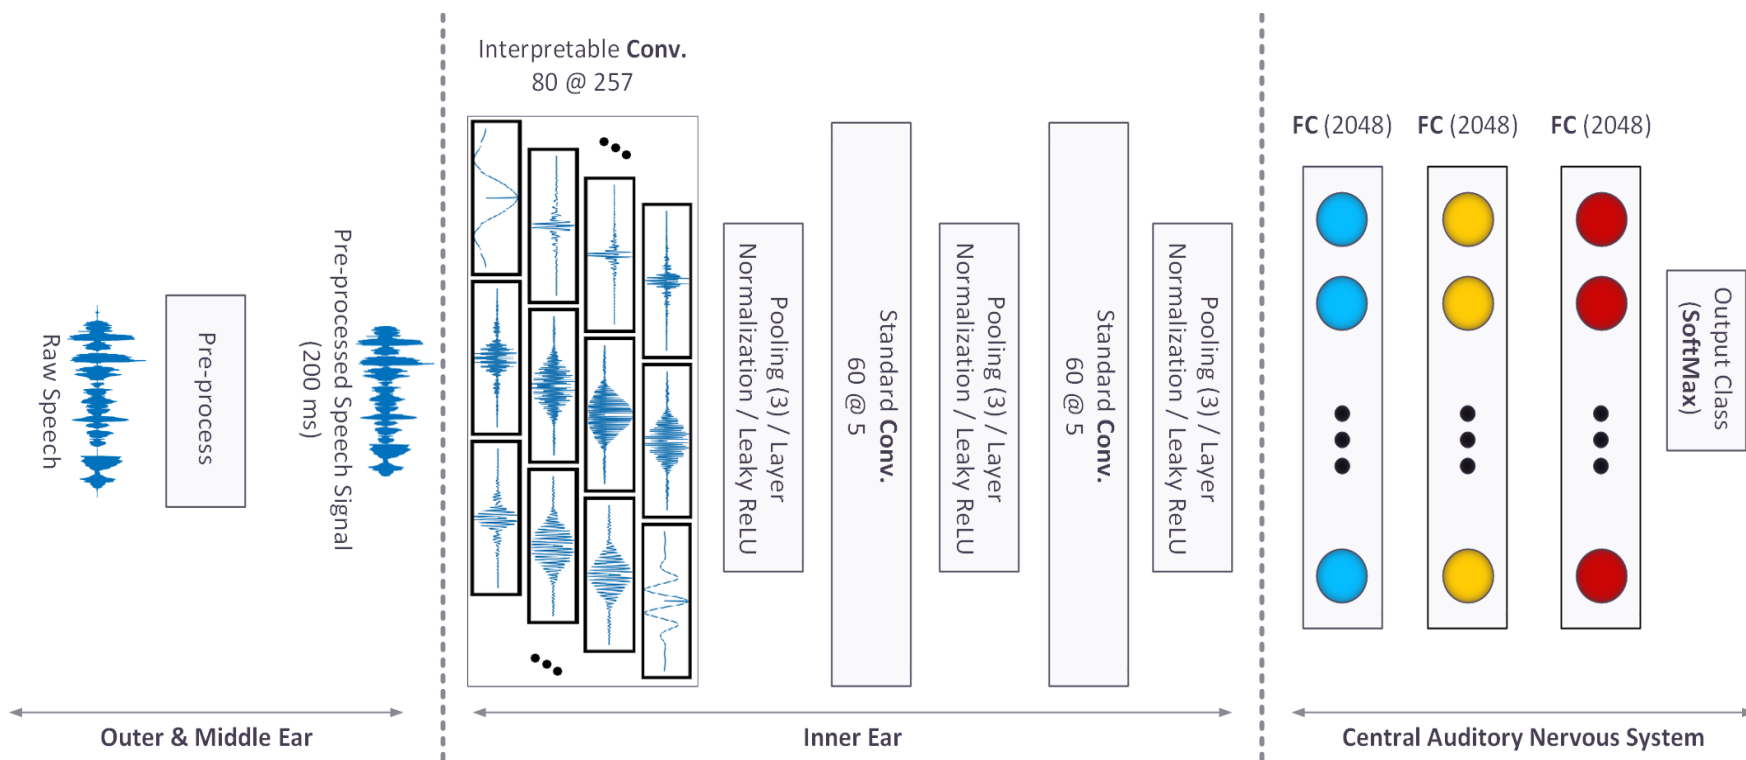 Interpretable Conv.
80 @ 257
FC (2048)
FC (2048)
FC (2048)
Raw Speech
Pre-process
Pre-processed Speech Signal
(200 ms)
Pooling (3) / Layer
Normalization / Leaky ReLU
Standard Conv.
60 @ 5
Pooling (3) / Layer
Normalization / Leaky ReLU
Standard Conv.
60 @ 5
Pooling (3) / Layer
Normalization / Leaky ReLU
Output Class
(SoftMax)
Outer & Middle Ear
Inner Ear
Central Auditory Nervous System